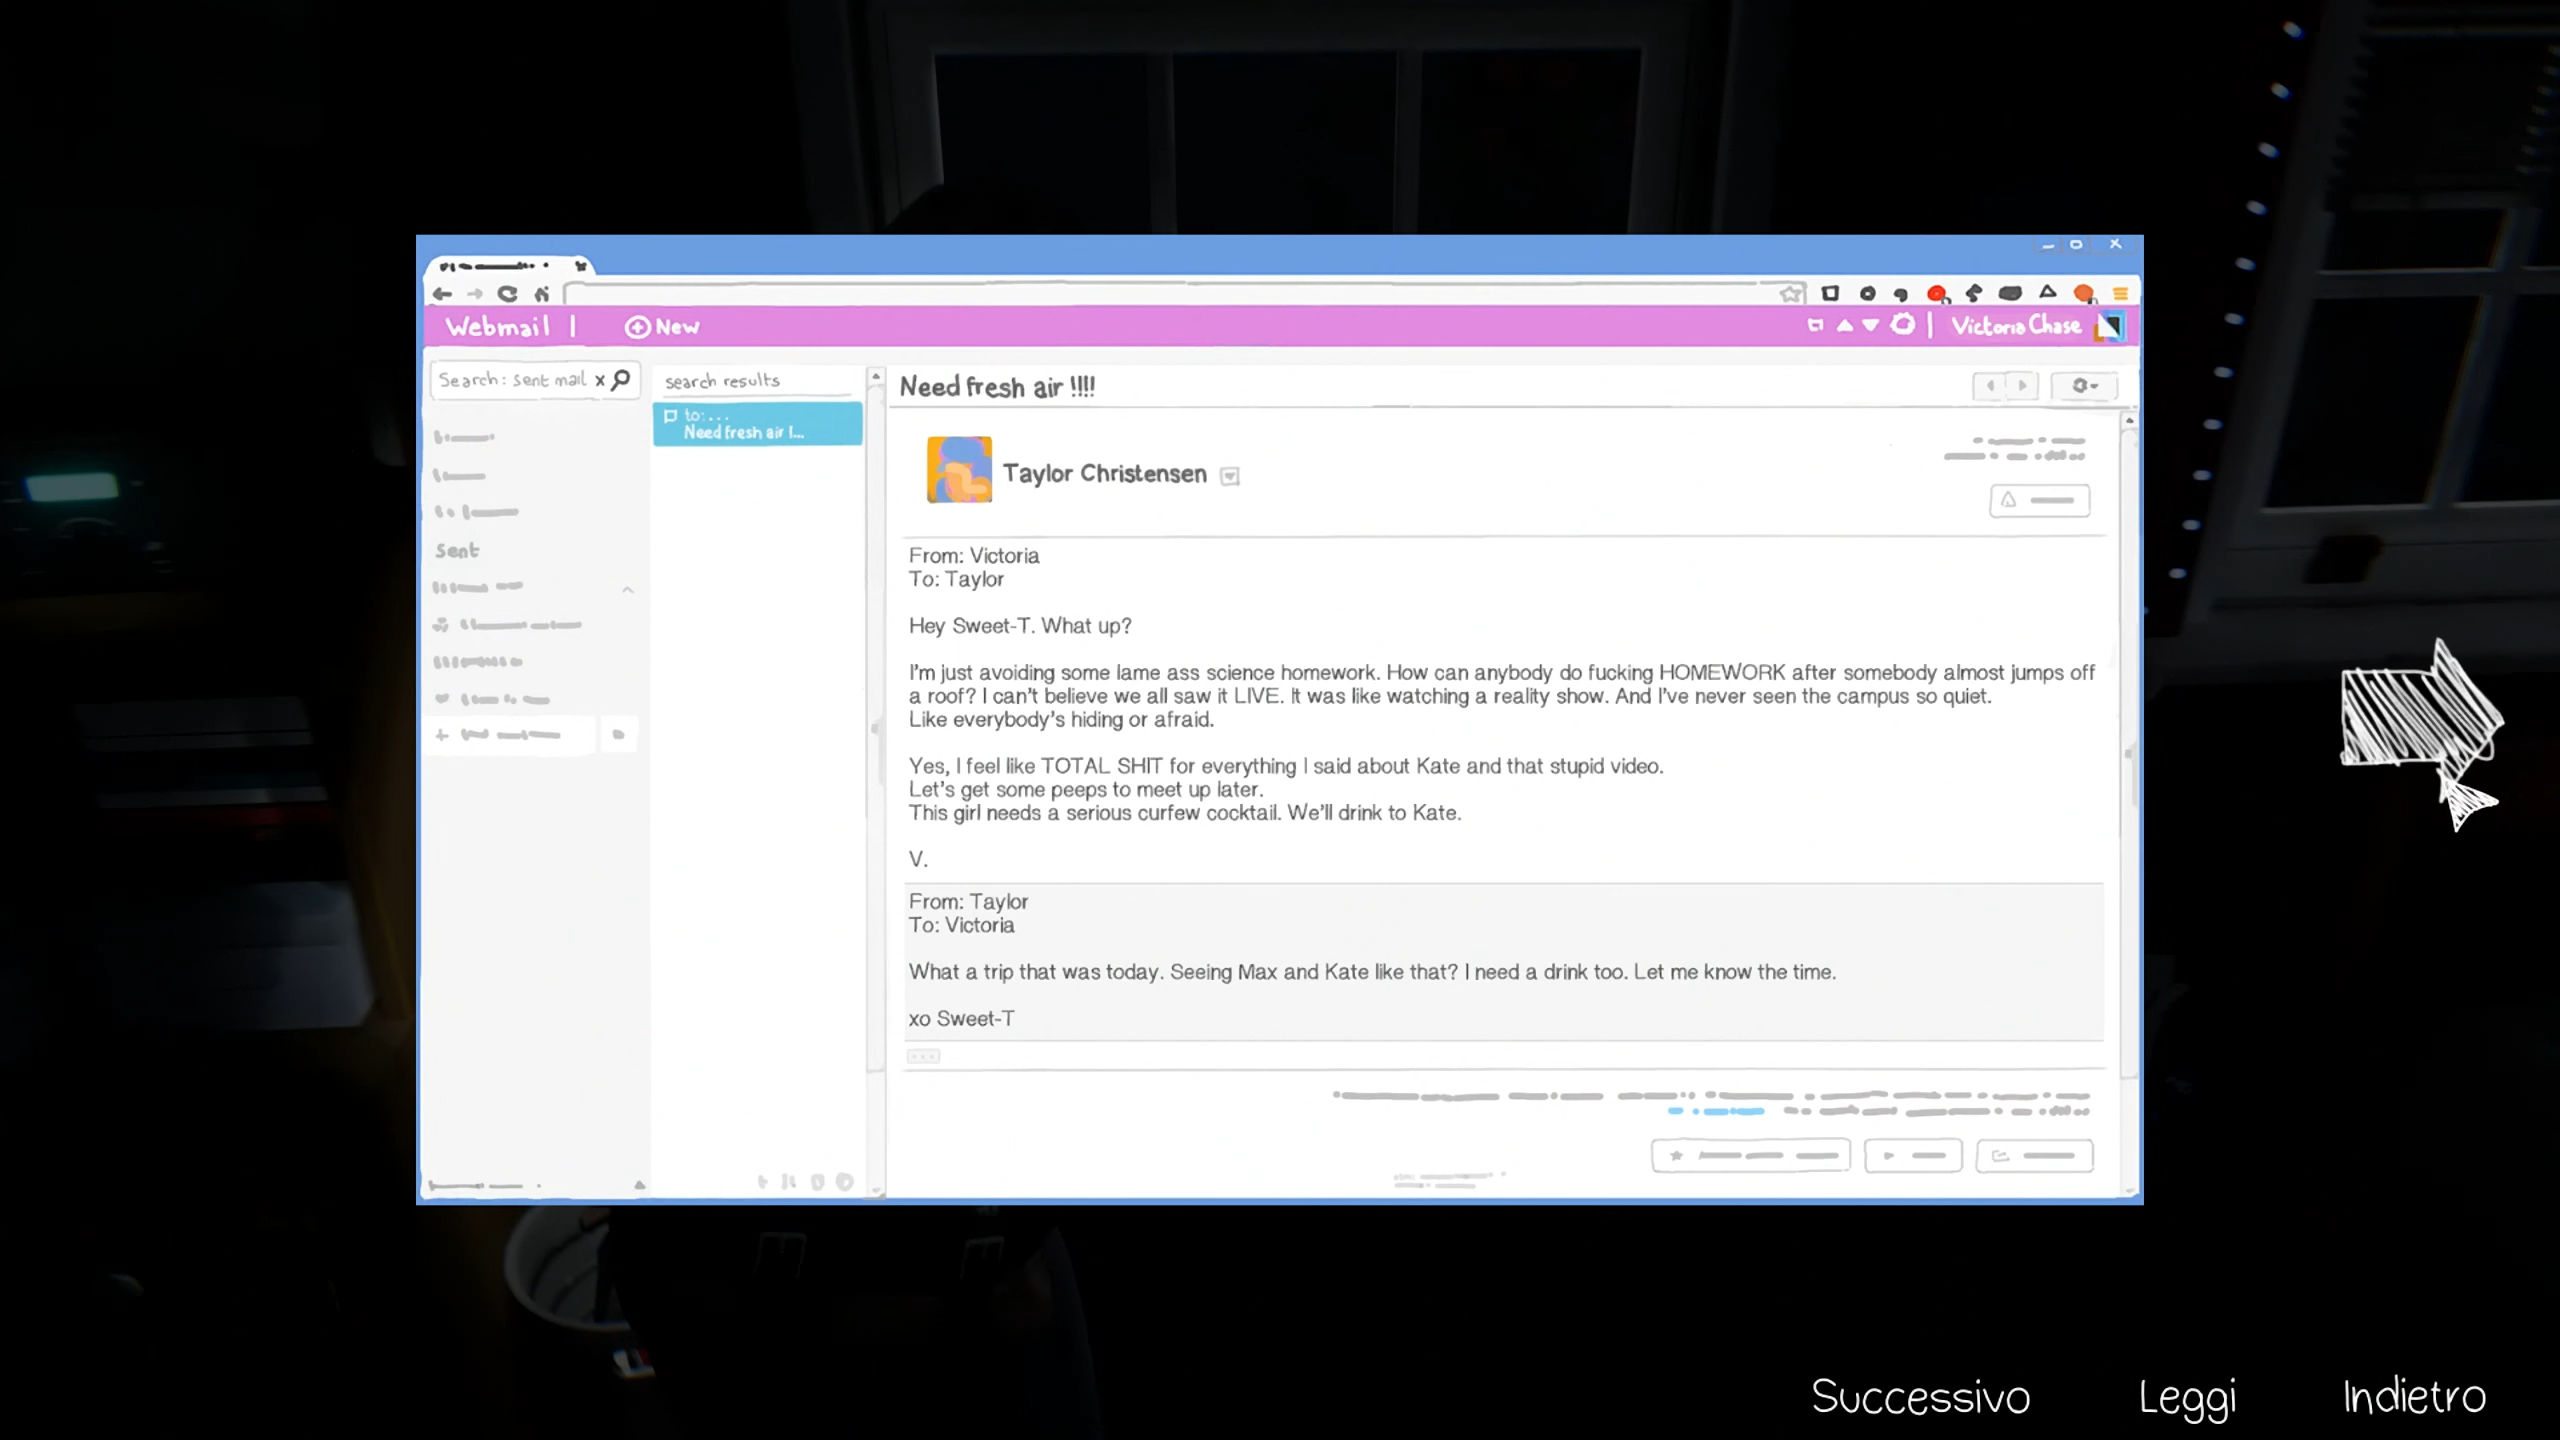 Webmail | New
Victoria Chase
Search: sent mail x
search results
to:...
Need fresh air !...
Sent
Need fresh air !!!!
Taylor Christensen
From: Victoria
To: Taylor
Hey Sweet-T. What up?
I'm just avoiding some lame ass science homework. How can anybody do fucking HOMEWORK after somebody almost jumps off
a roof? I can't believe we all saw it LIVE. It was like watching a reality show. And I've never seen the campus so quiet.
Like everybody's hiding or afraid.
Yes, I feel like TOTAL SHIT for everything I said about Kate and that stupid video.
Let's get some peeps to meet up later.
This girl needs a serious curfew cocktail. We'll drink to Kate.
V.
From: Taylor
To: Victoria
What a trip that was today. Seeing Max and Kate like that? I need a drink too. Let me know the time.
xo Sweet-T
Successivo
Leggi
Indietro